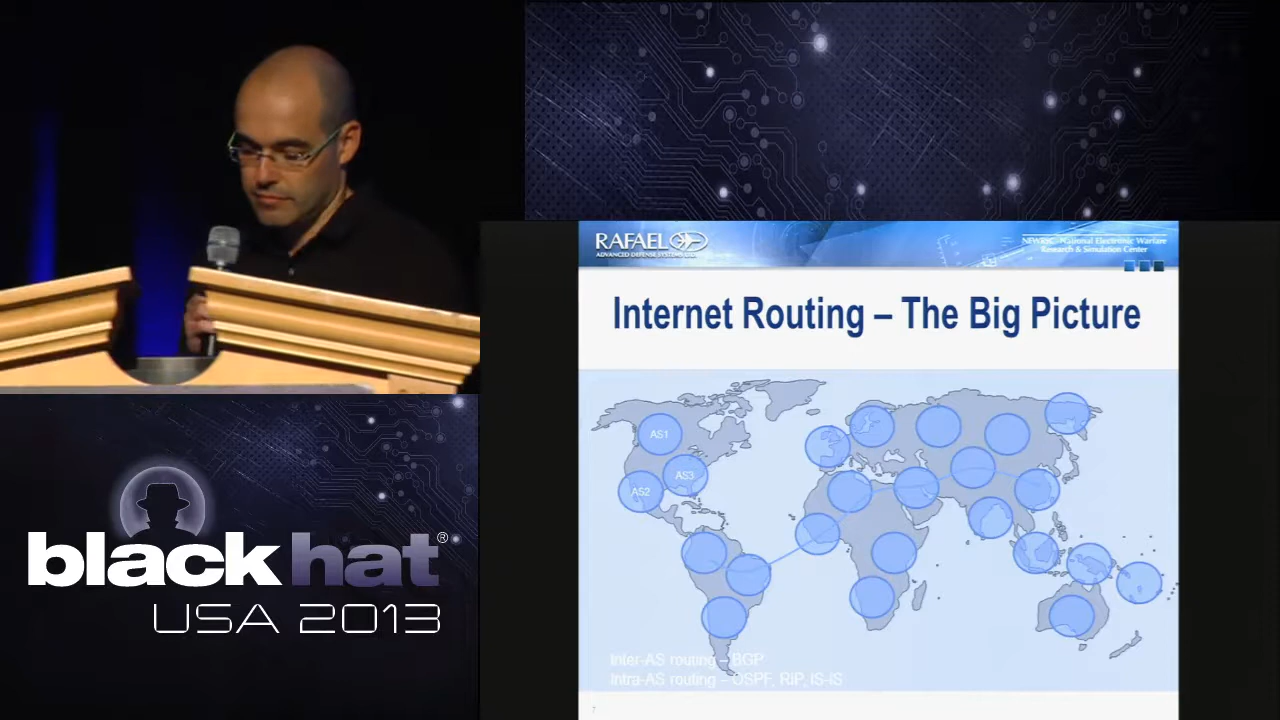 RAFAEL
ADVANCED DEFENSE SYSTEMS LTD.
National Electronic Warfare
Research & Simulation Center
Internet Routing – The Big Picture
AS1
AS3
AS2
Inter-AS routing – BGP
Intra-AS routing – OSPF, RIP, IS-IS
7
black hat®
USA 2013